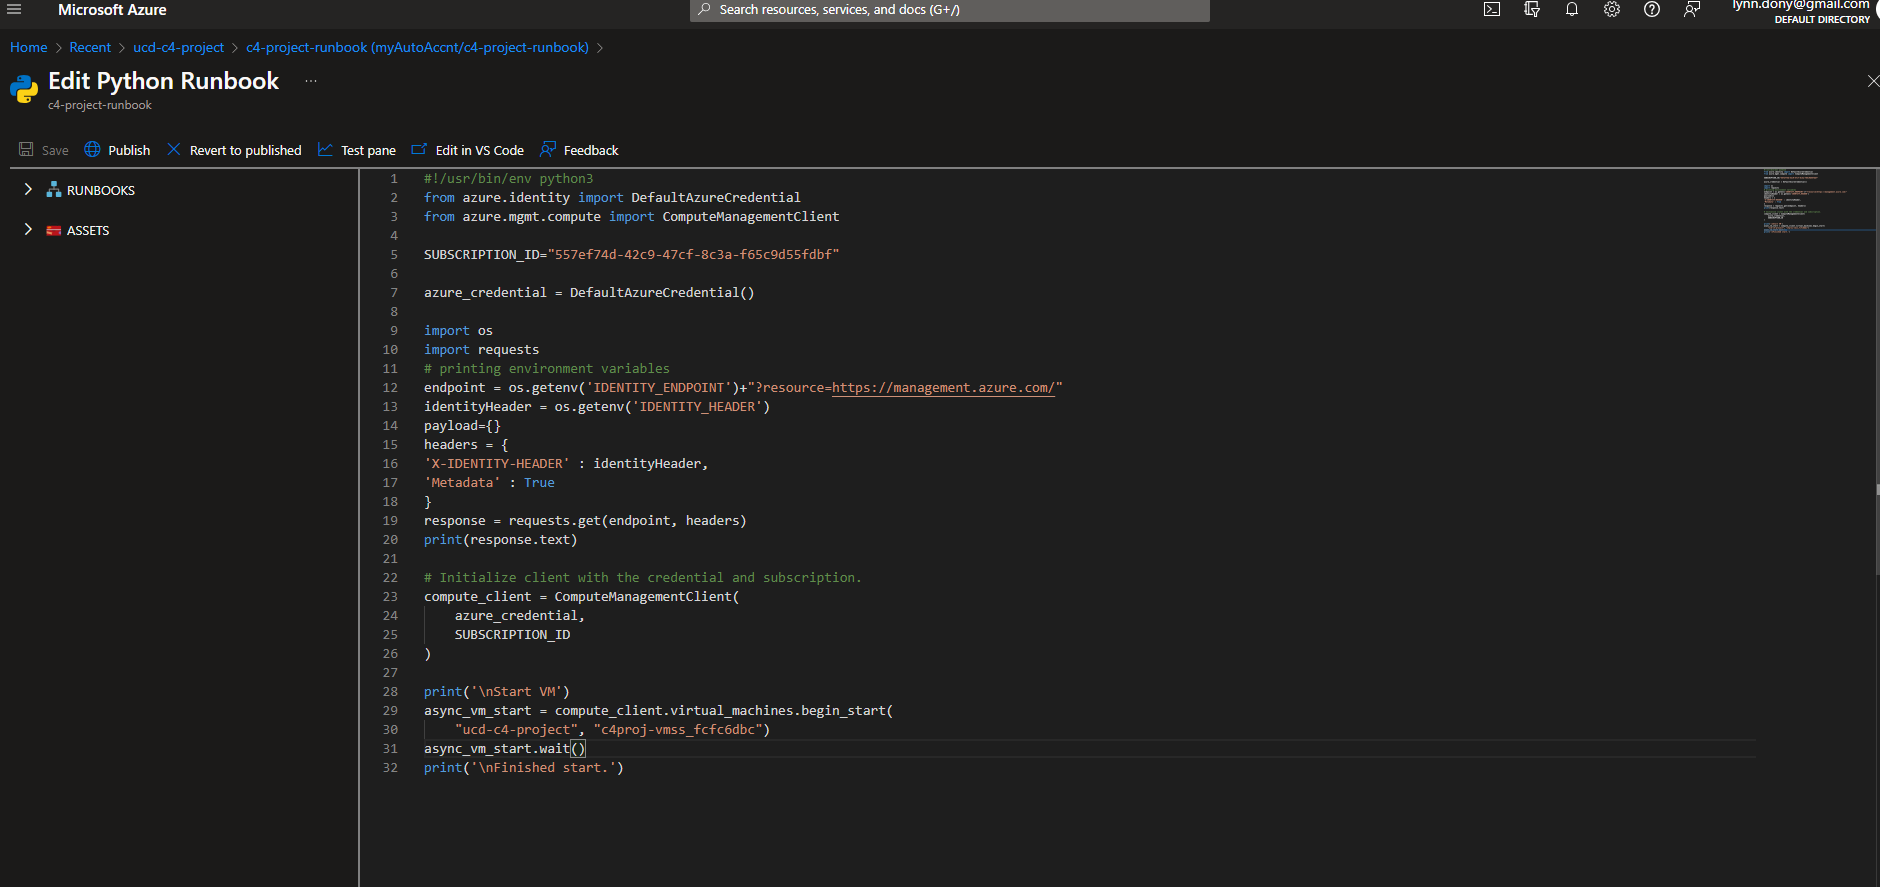 Microsoft Azure
Search resources, services, and docs (G+/)
lynn.dony@gmail.com
DEFAULT DIRECTORY
Home > Recent > ucd-c4-project > c4-project-runbook (myAutoAccnt/c4-project-runbook) >
Edit Python Runbook ...
c4-project-runbook
Save Publish Revert to published Test pane Edit in VS Code Feedback
RUNBOOKS
ASSETS
1 #!/usr/bin/env python3
2 from azure.identity import DefaultAzureCredential
3 from azure.mgmt.compute import ComputeManagementClient
4
5 SUBSCRIPTION_ID="557ef74d-42c9-47cf-8c3a-f65c9d55fdbf"
6
7 azure_credential = DefaultAzureCredential()
8
9 import os
10 import requests
11 # printing environment variables
12 endpoint = os.getenv('IDENTITY_ENDPOINT')+"?resource=https://management.azure.com/"
13 identityHeader = os.getenv('IDENTITY_HEADER')
14 payload={}
15 headers = {
16 'X-IDENTITY-HEADER' : identityHeader,
17 'Metadata' : True
18 }
19 response = requests.get(endpoint, headers)
20 print(response.text)
21
22 # Initialize client with the credential and subscription.
23 compute_client = ComputeManagementClient(
24     azure_credential,
25     SUBSCRIPTION_ID
26 )
27
28 print('\nStart VM')
29 async_vm_start = compute_client.virtual_machines.begin_start(
30     "ucd-c4-project", "c4proj-vmss_fcfc6dbc")
31 async_vm_start.wait()
32 print('\nFinished start.')